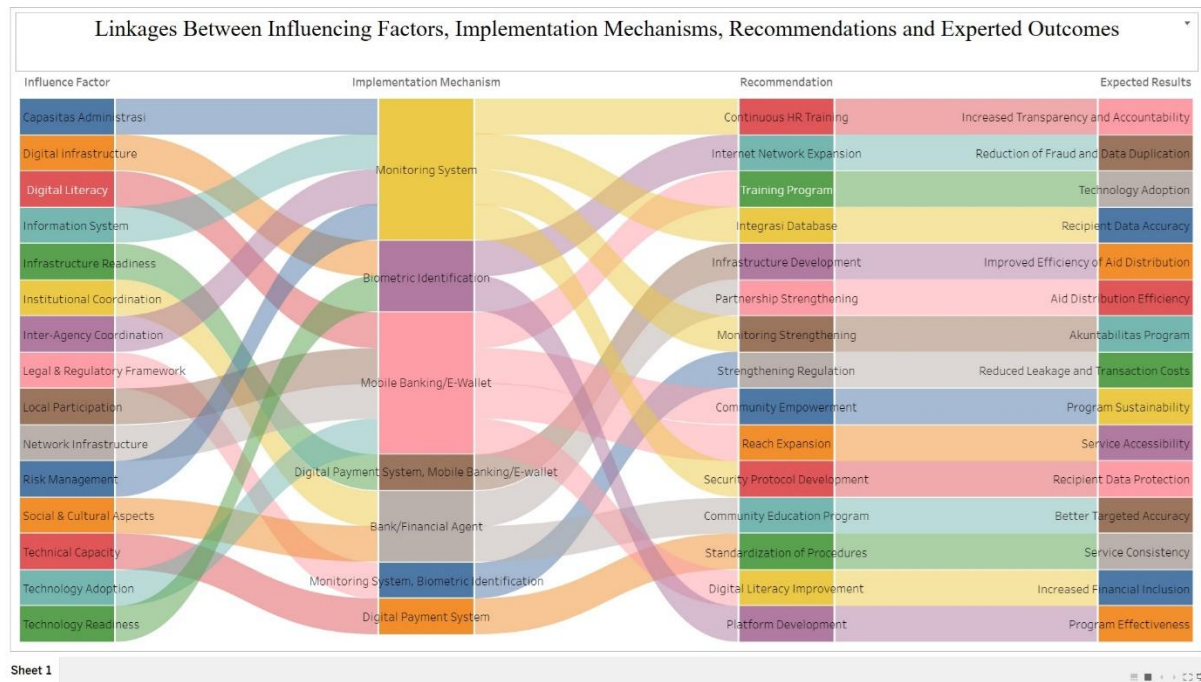 Linkages Between Influencing Factors, Implementation Mechanisms, Recommendations and Experted Outcomes
Influence Factor
Implementation Mechanism
Recommendation
Expected Results
Capasitas Administrasi
Digital infrastructure
Digital Literacy
Information System
Infrastructure Readiness
Institutional Coordination
Inter-Agency Coordination
Legal & Regulatory Framework
Local Participation
Network Infrastructure
Risk Management
Social & Cultural Aspects
Technical Capacity
Technology Adoption
Technology Readiness
Monitoring System
Biometric Identification
Mobile Banking/E-Wallet
Digital Payment System, Mobile Banking/E-wallet
Bank/Financial Agent
Monitoring System, Biometric Identification
Digital Payment System
Continuous HR Training
Internet Network Expansion
Training Program
Integrasi Database
Infrastructure Development
Partnership Strengthening
Monitoring Strengthening
Strengthening Regulation
Community Empowerment
Reach Expansion
Security Protocol Development
Community Education Program
Standardization of Procedures
Digital Literacy Improvement
Platform Development
Increased Transparency and Accountability
Reduction of Fraud and Data Duplication
Technology Adoption
Recipient Data Accuracy
Improved Efficiency of Aid Distribution
Aid Distribution Efficiency
Akuntabilitas Program
Reduced Leakage and Transaction Costs
Program Sustainability
Service Accessibility
Recipient Data Protection
Better Targeted Accuracy
Service Consistency
Increased Financial Inclusion
Program Effectiveness
Sheet 1